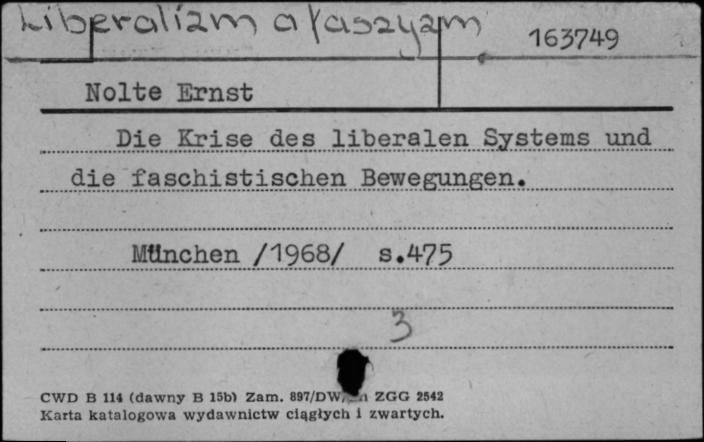 Liberalizm a faszyzm
163749
Nolte Ernst
Die Krise des liberalen Systems und
die faschistischen Bewegungen.
München /1968/ s.475
3
CWD B 114 (dawny B 15b) Zam. 897/DW/ ZGG 2542
Karta katalogowa wydawnictw ciągłych i zwartych.